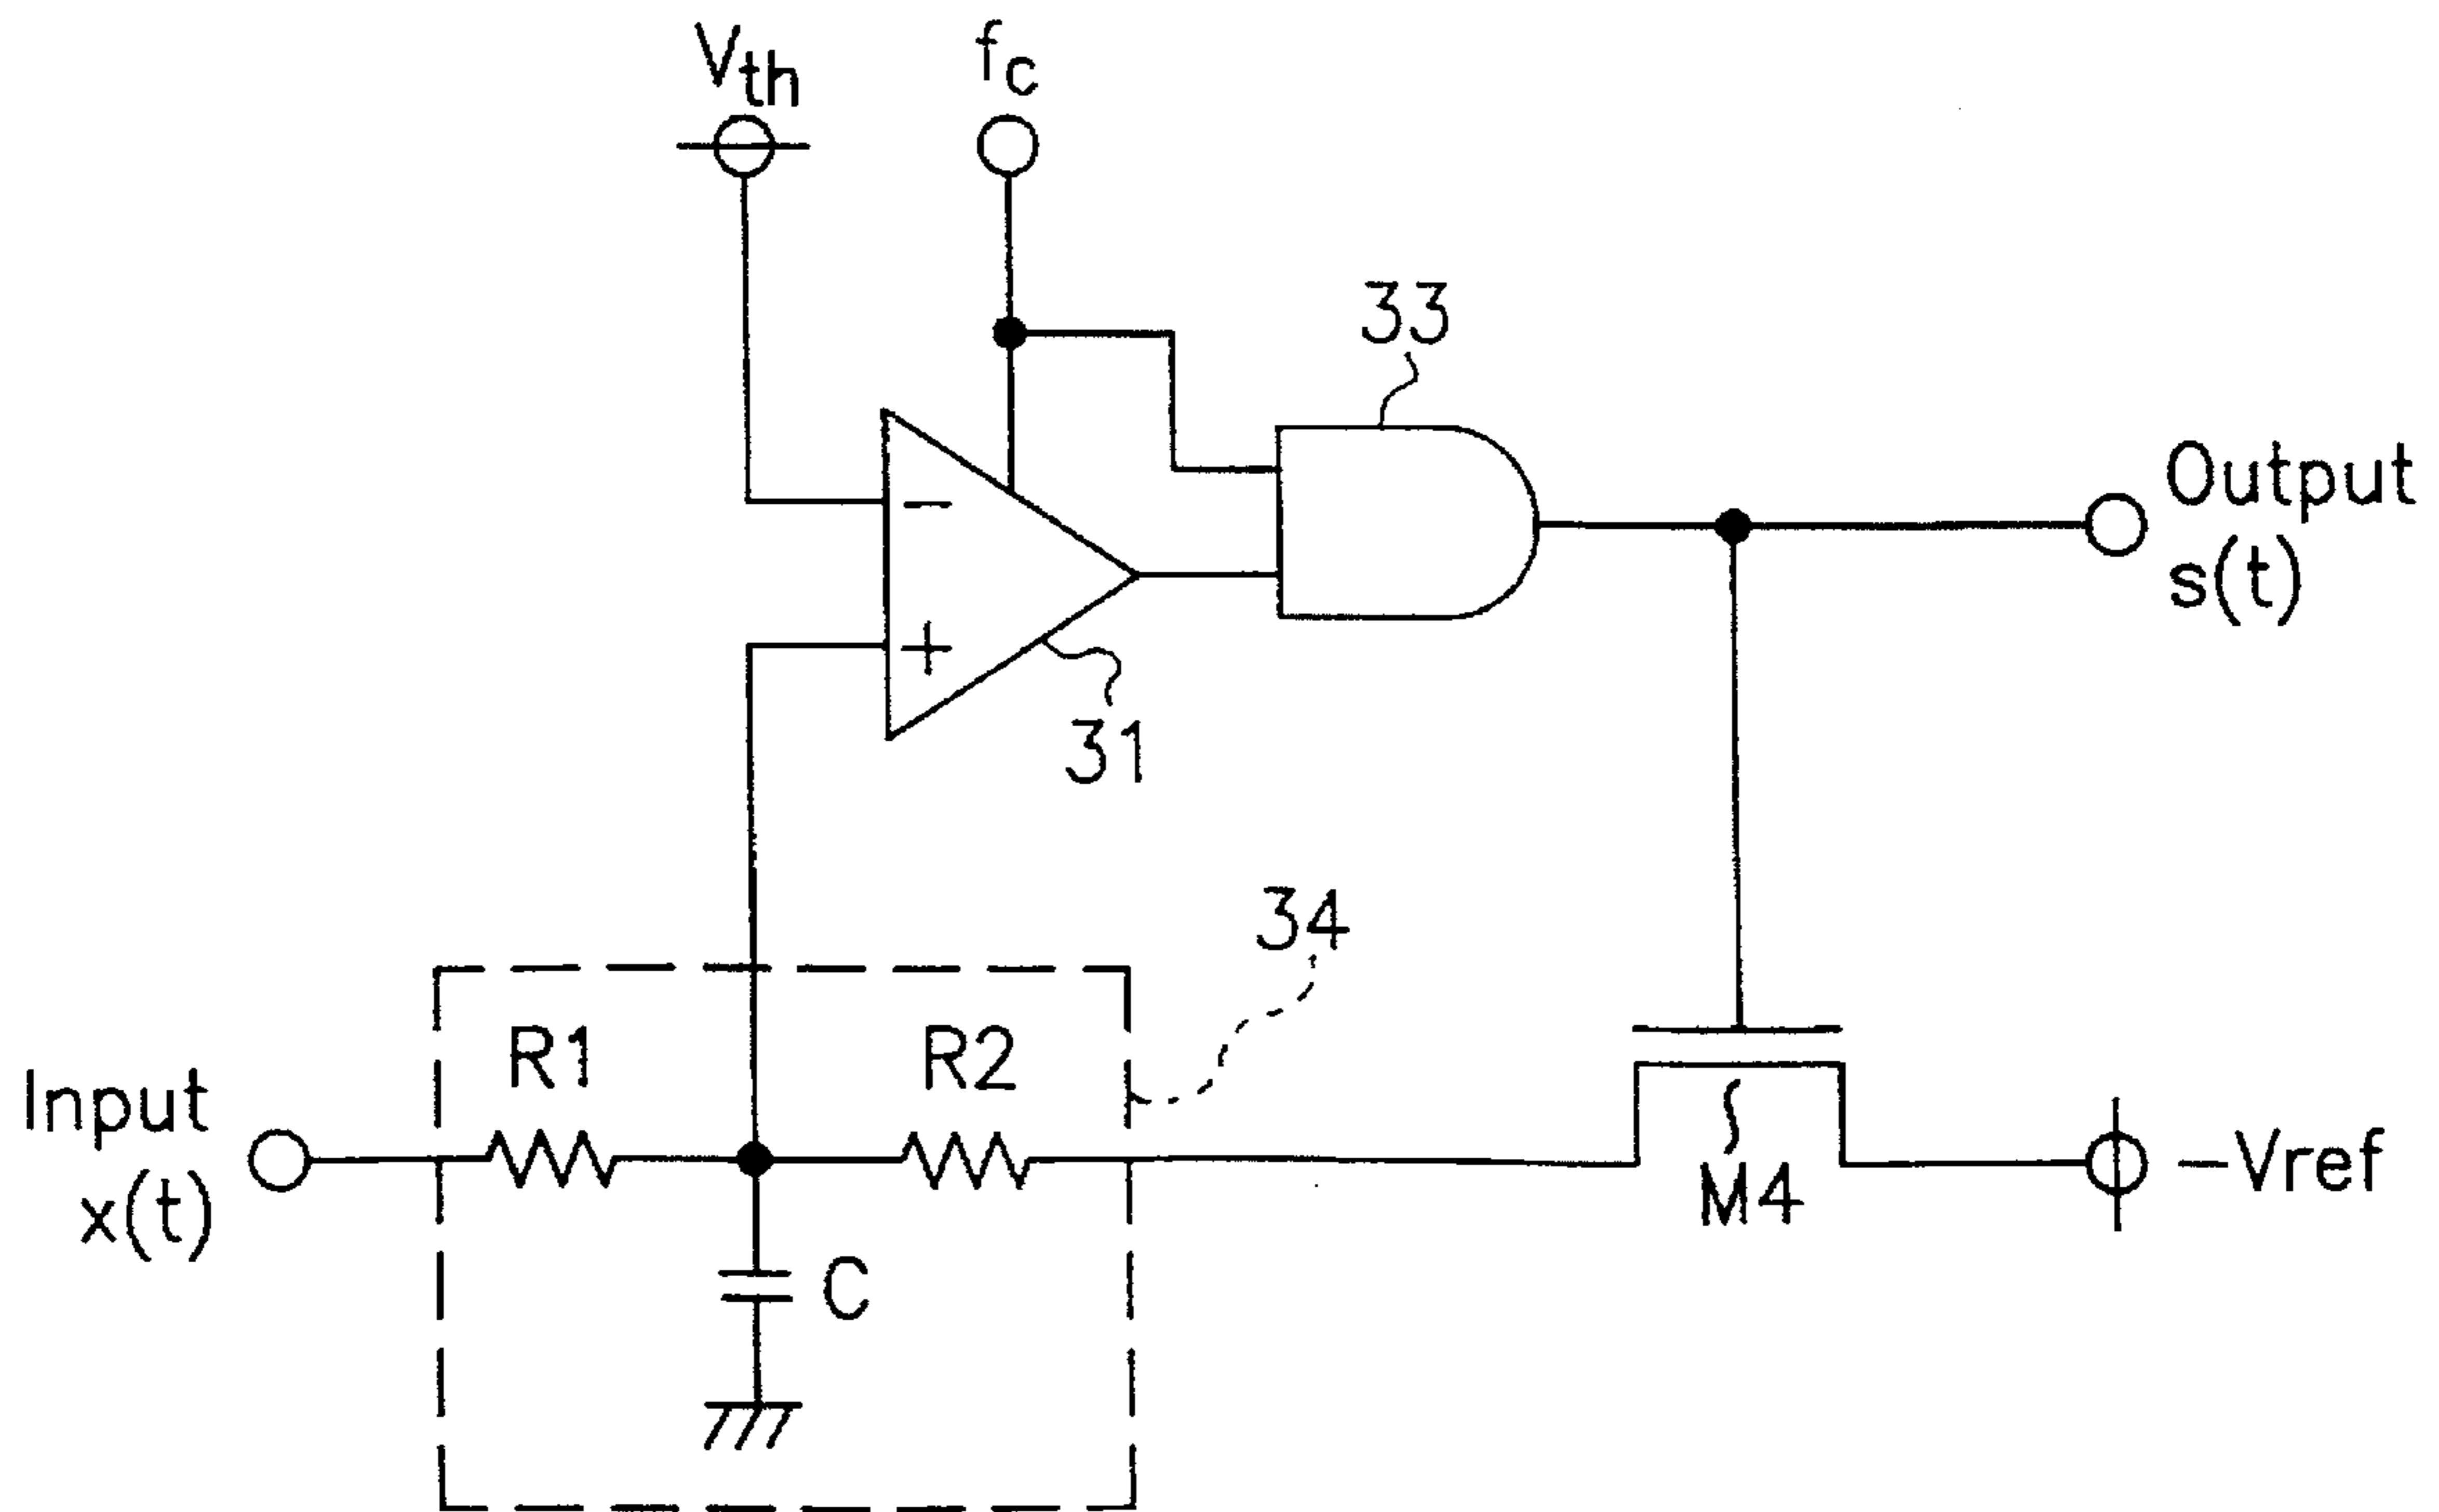 Vth
fc
33
Output
s(t)
31
34
R1
R2
Input
x(t)
M4
−Vref
C
−
+